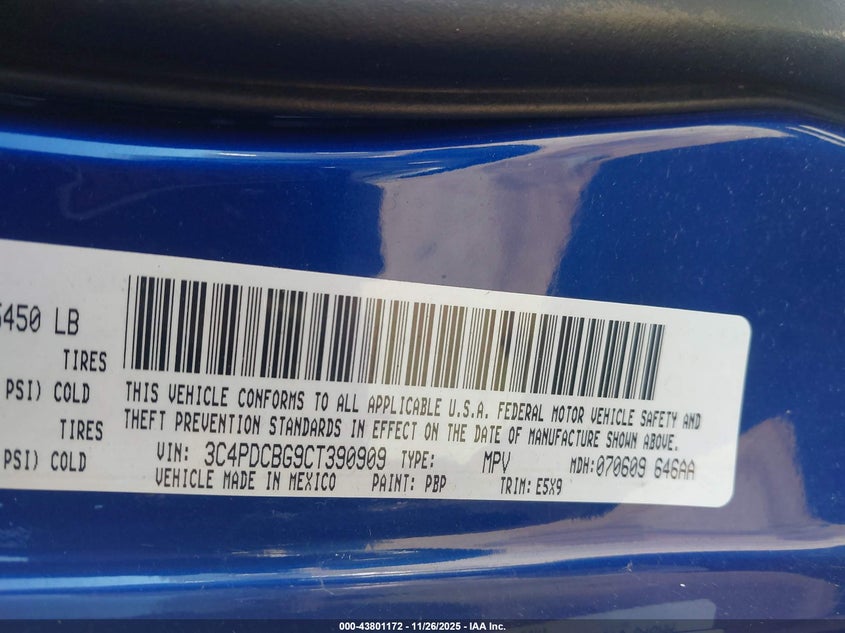 5450 LB
TIRES
PSI) COLD
TIRES
PSI) COLD
THIS VEHICLE CONFORMS TO ALL APPLICABLE U.S.A. FEDERAL MOTOR VEHICLE SAFETY AND
THEFT PREVENTION STANDARDS IN EFFECT ON THE DATE OF MANUFACTURE SHOWN ABOVE.
VIN: 3C4PDCBG9CT390909 TYPE: MPV MDH:070609 646AA
VEHICLE MADE IN MEXICO PAINT: PBP TRIM: E5X9
000-43801172 - 11/26/2025 - IAA Inc.